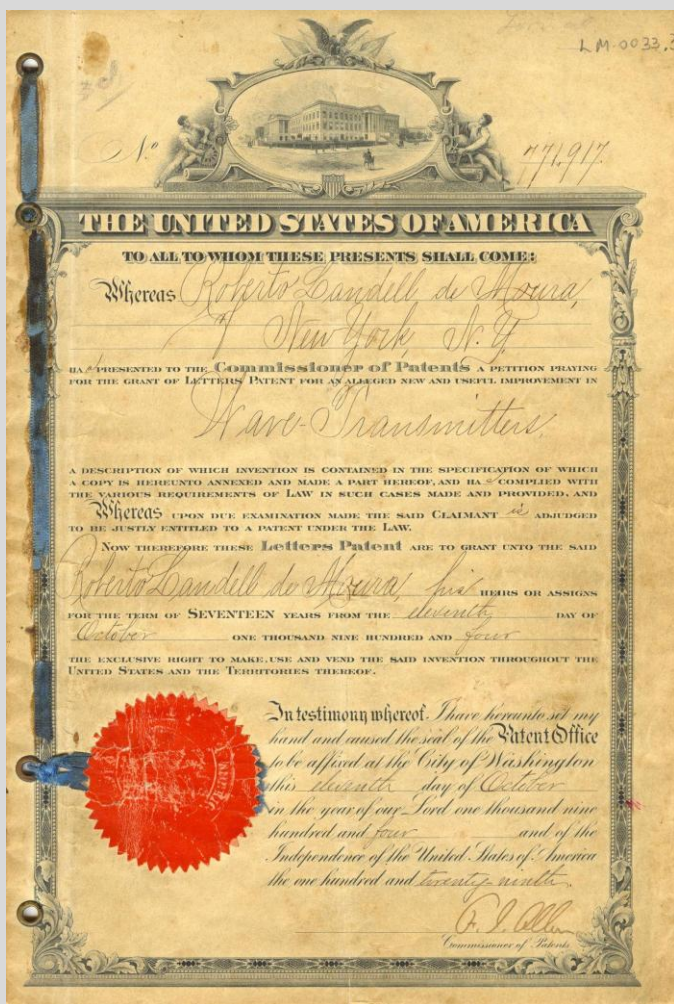 LM-0033.3
No 771,917.
THE UNITED STATES OF AMERICA
TO ALL TO WHOM THESE PRESENTS SHALL COME:
Whereas Roberto Landell de Moura,
of New York, N. Y.
HAs PRESENTED TO THE Commissioner of Patents A PETITION PRAYING
FOR THE GRANT OF LETTERS PATENT FOR AN ALLEGED NEW AND USEFUL IMPROVEMENT IN
Wave-Transmitters.
A DESCRIPTION OF WHICH INVENTION IS CONTAINED IN THE SPECIFICATION OF WHICH
A COPY IS HEREUNTO ANNEXED AND MADE A PART HEREOF, AND HAs COMPLIED WITH
THE VARIOUS REQUIREMENTS OF LAW IN SUCH CASES MADE AND PROVIDED, AND
Whereas UPON DUE EXAMINATION MADE THE SAID CLAIMANT is ADJUDGED
TO BE JUSTLY ENTITLED TO A PATENT UNDER THE LAW.
NOW THEREFORE THESE Letters Patent ARE TO GRANT UNTO THE SAID
Roberto Landell de Moura, his HEIRS OR ASSIGNS
FOR THE TERM OF SEVENTEEN YEARS FROM THE eleventh DAY OF
October ONE THOUSAND NINE HUNDRED AND four
THE EXCLUSIVE RIGHT TO MAKE, USE AND VEND THE SAID INVENTION THROUGHOUT THE
UNITED STATES AND THE TERRITORIES THEREOF.
In testimony whereof I have hereunto set my
hand and caused the seal of the Patent Office
to be affixed at the City of Washington
this eleventh day of October
in the year of our Lord one thousand nine
hundred and four and of the
Independence of the United States of America
the one hundred and twenty-ninth.
F. I. Allen
Commissioner of Patents